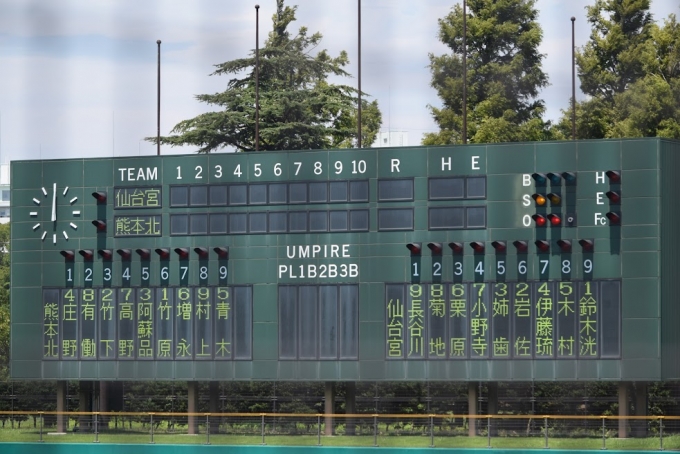 TEAM 1 2 3 4 5 6 7 8 9 10 R H E
仙台宮
熊本北
B H
S E
O Fc
UMPIRE
PL1B2B3B
1 2 3 4 5 6 7 8 9
熊本北
4 庄野
8 有働
2 竹下
7 高野
3 阿蘇品
1 竹原
6 増永
9 村上
5 青木
1 2 3 4 5 6 7 8 9
仙台宮
9 長谷川
8 菊地
6 栗原
7 小野寺
3 姉歯
2 岩佐
4 伊藤琉
5 木村
1 鈴木洸